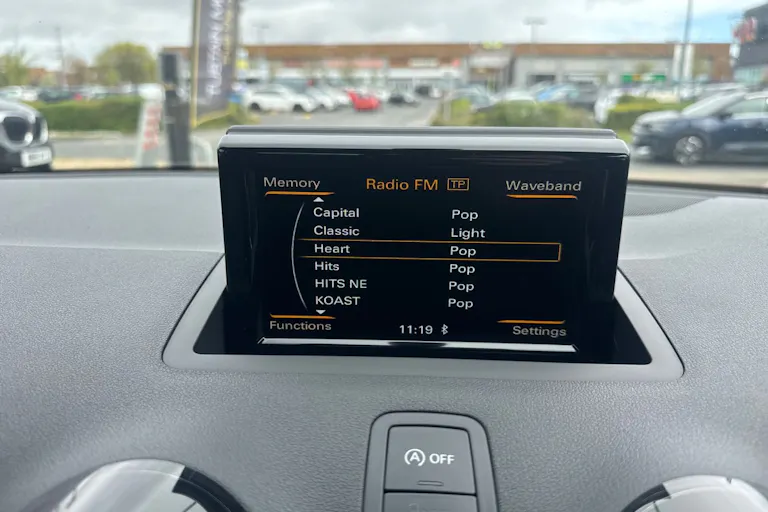 Memory Radio FM TP Waveband
Capital Pop
Classic Light
Heart Pop
Hits Pop
HITS NE Pop
KOAST Pop
Functions 11:19 Settings
A OFF